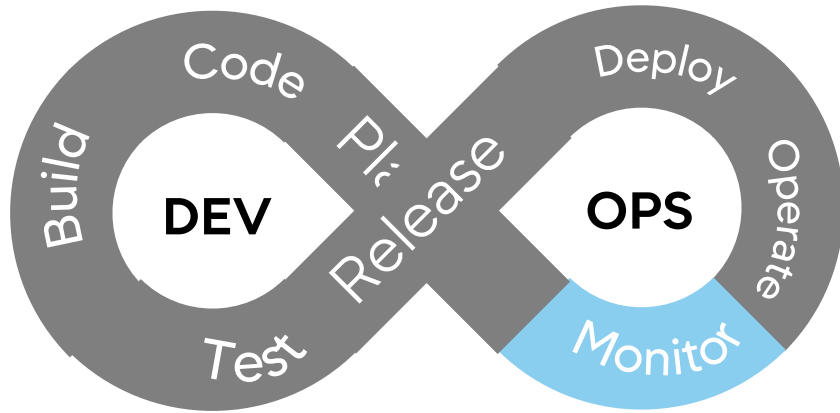 Code
Build
DEV
Test
Release
Deploy
OPS
Operate
Monitor